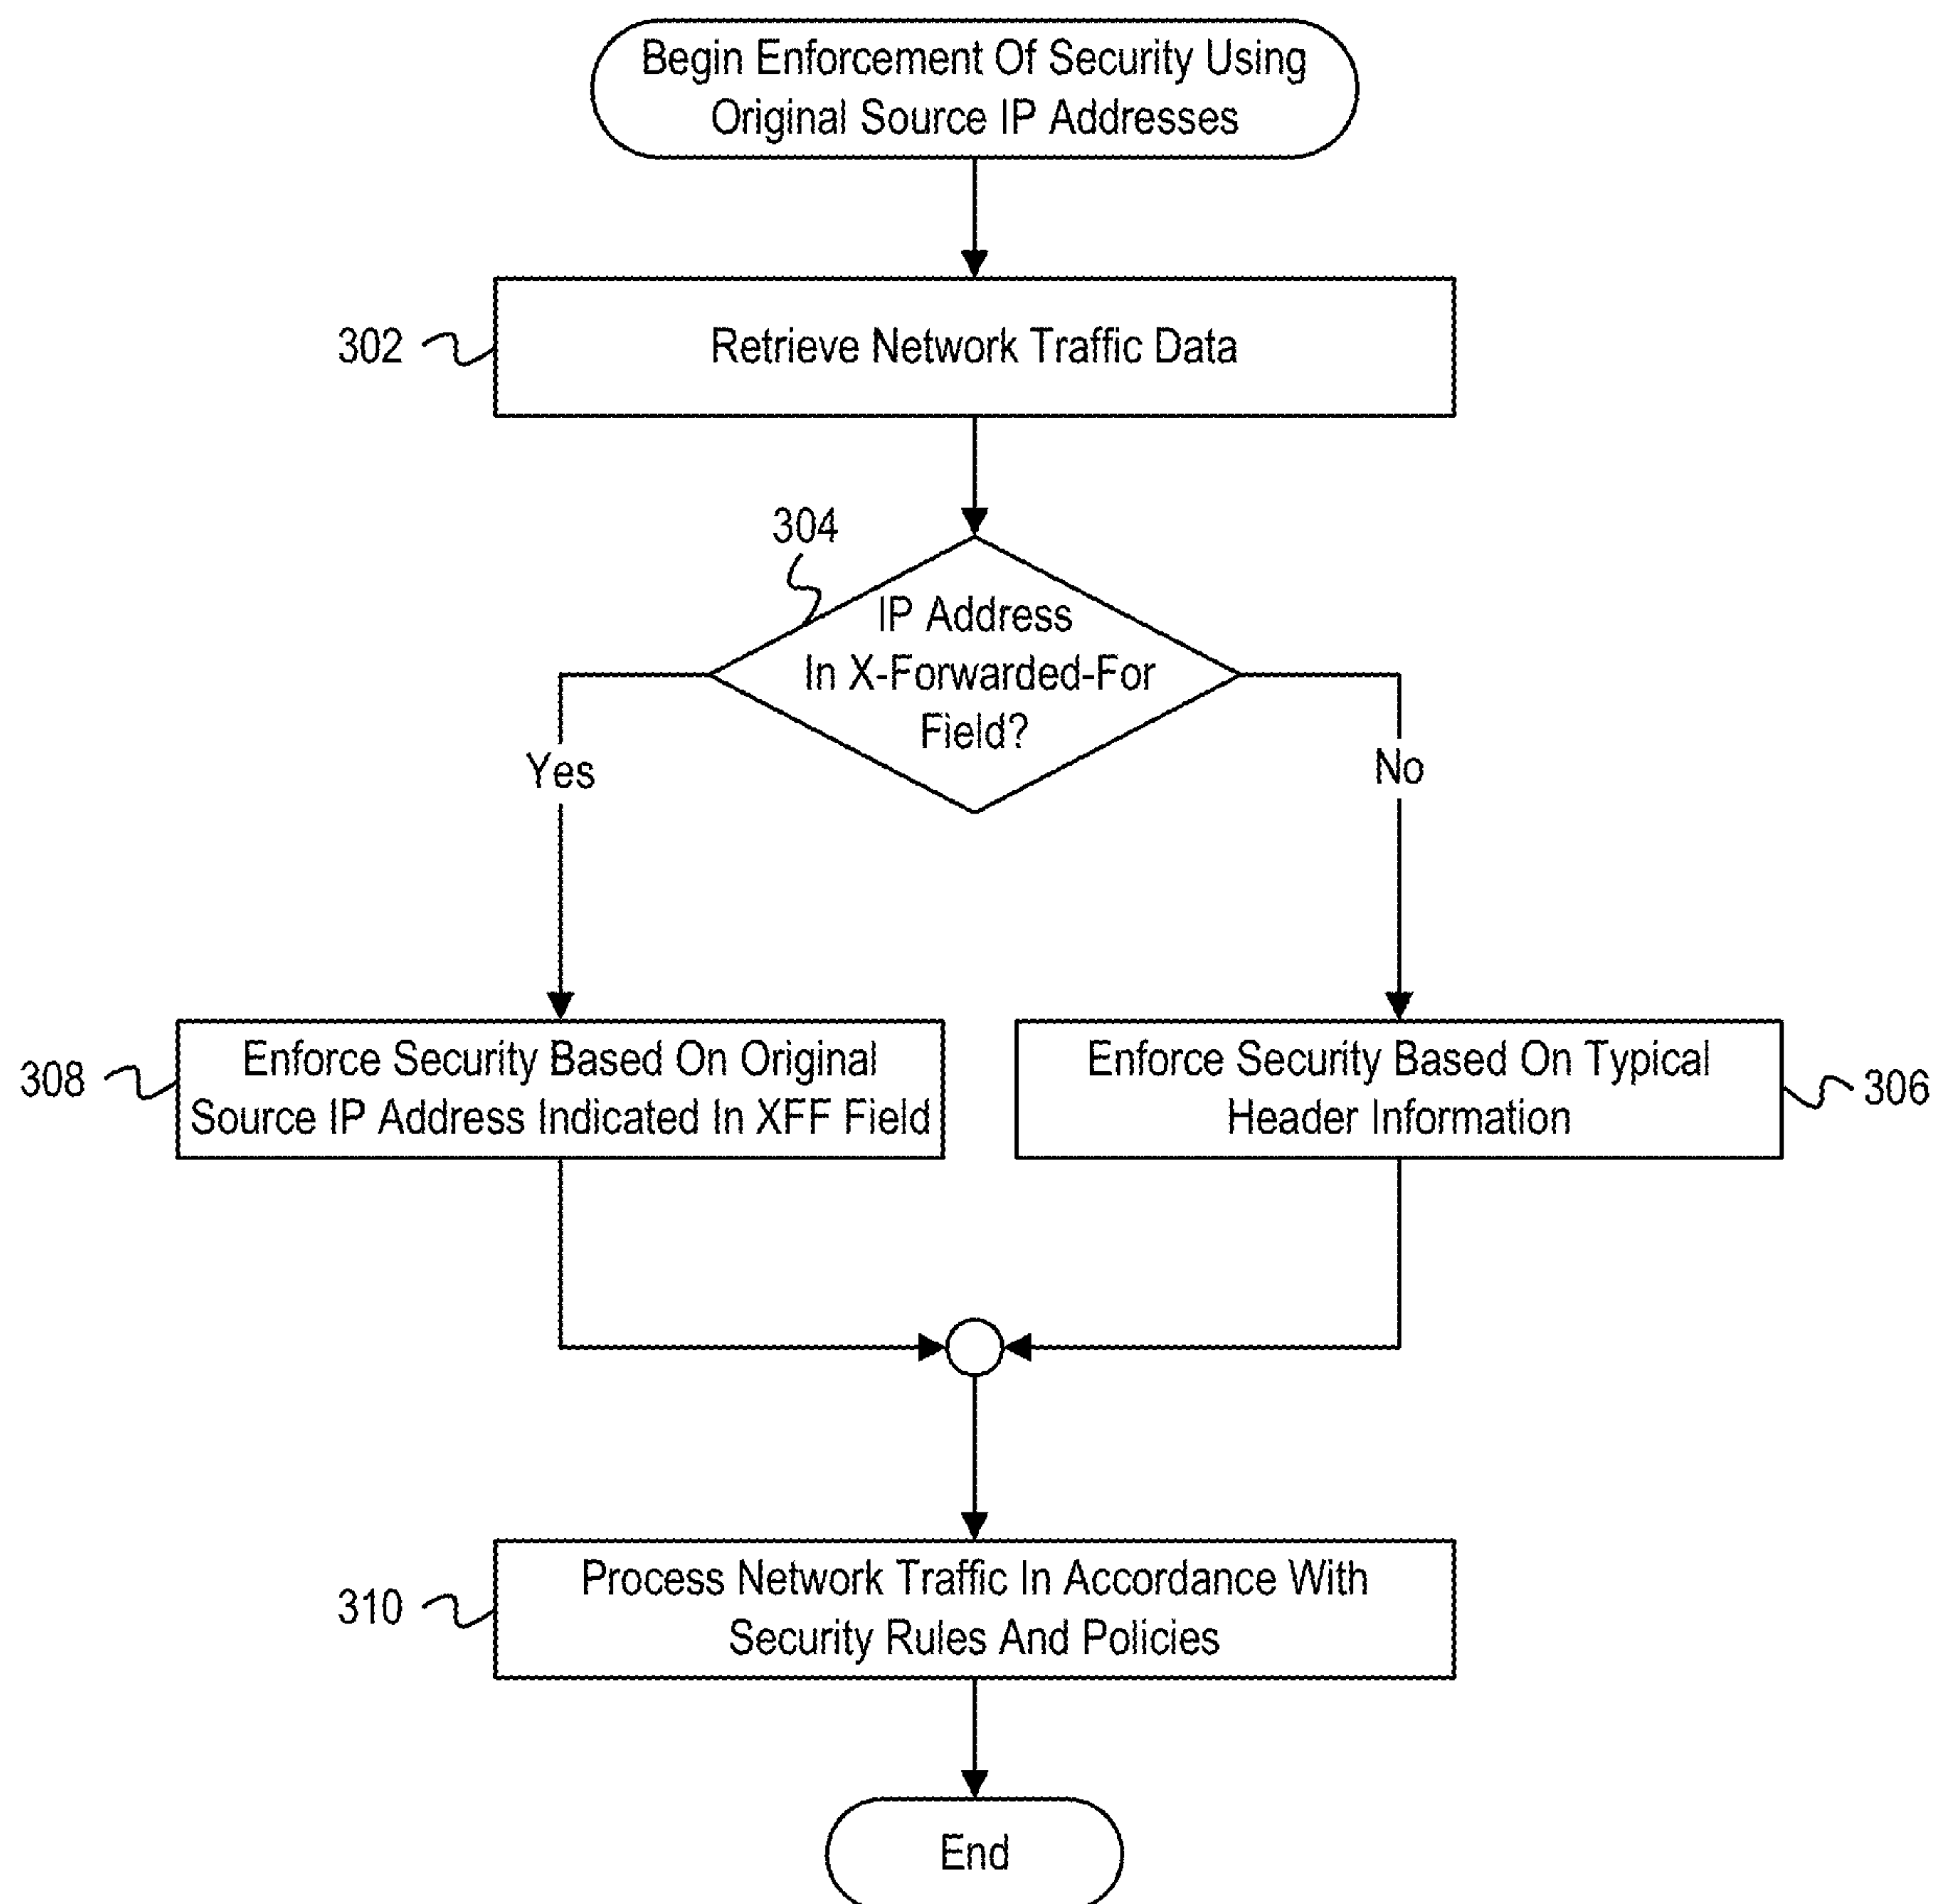 Begin Enforcement Of Security Using
Original Source IP Addresses
302
Retrieve Network Traffic Data
304
IP Address
In X-Forwarded-For
Field?
Yes
No
308
Enforce Security Based On Original
Source IP Address Indicated In XFF Field
Enforce Security Based On Typical
Header Information
306
310
Process Network Traffic In Accordance With
Security Rules And Policies
End